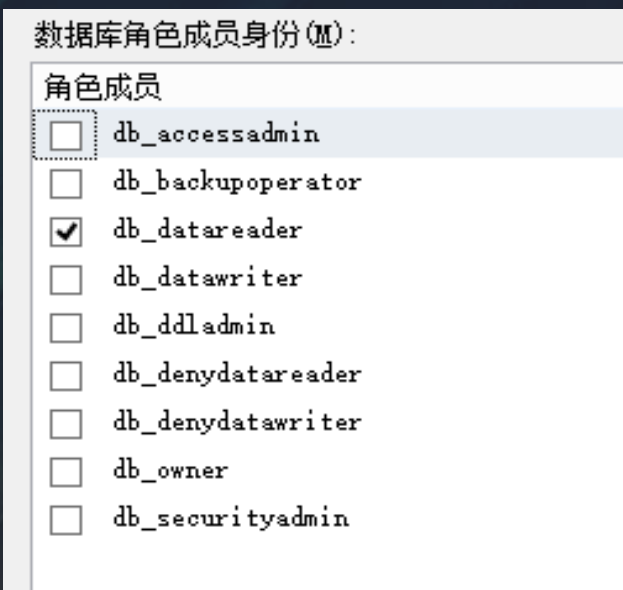 数据库角色成员身份(M):
角色成员
db_accessadmin
db_backupoperator
db_datareader
db_datawriter
db_ddladmin
db_denydatareader
db_denydatawriter
db_owner
db_securityadmin